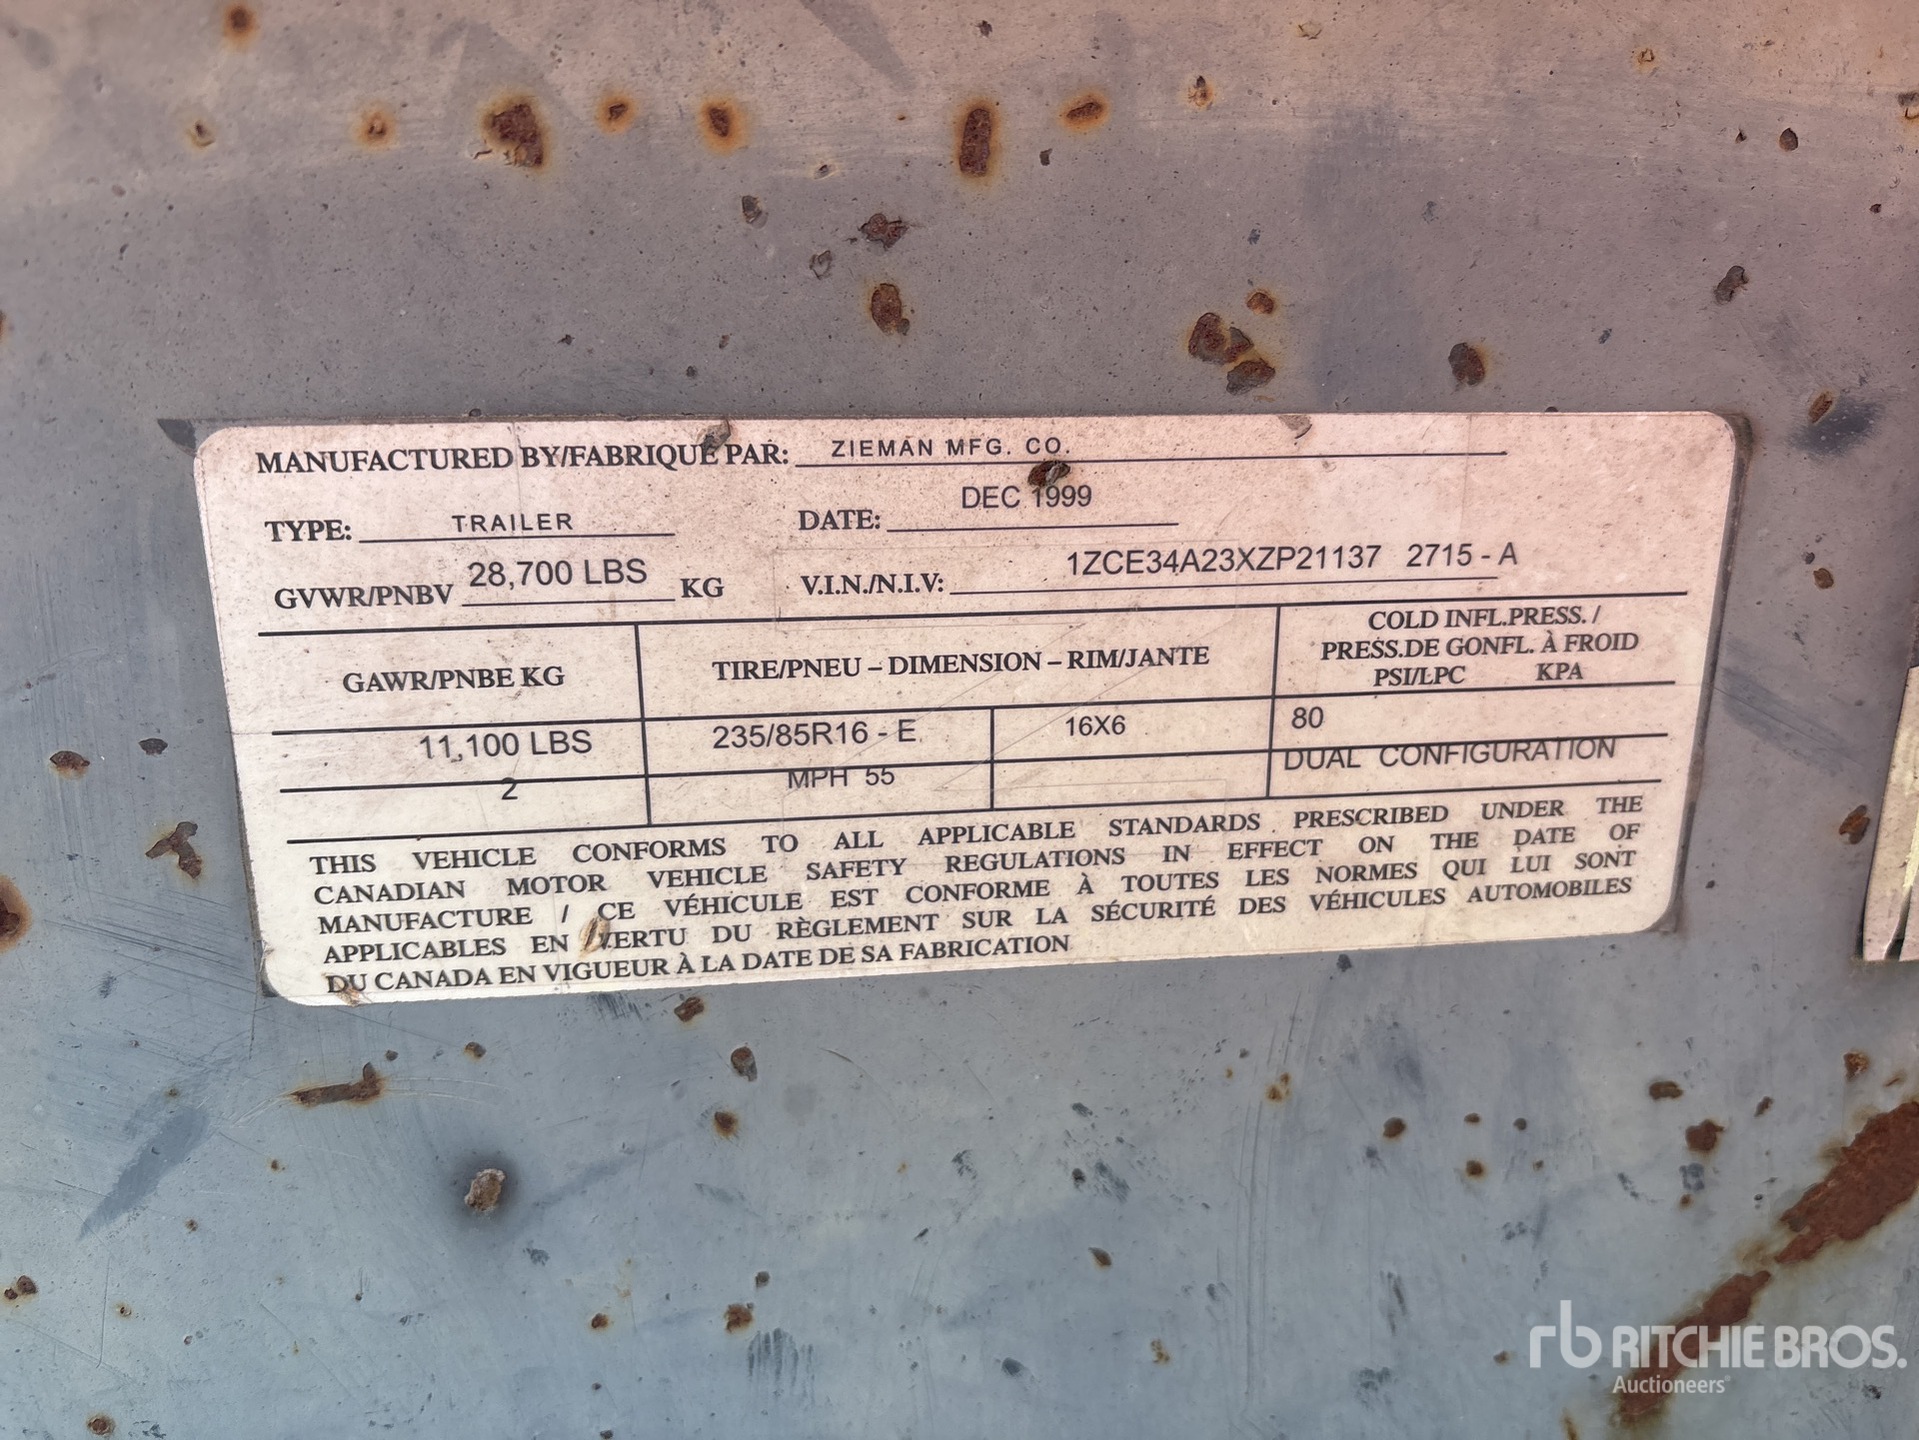 MANUFACTURED BY/FABRIQUÉ PAR: ZIEMAN MFG. CO.
TYPE: TRAILER DATE: DEC 1999
GVWR/PNBV 28,700 LBS KG V.I.N./N.I.V: 1ZCE34A23XZP21137 2715 - A
GAWR/PNBE KG TIRE/PNEU – DIMENSION – RIM/JANTE COLD INFL.PRESS. /
PRESS.DE GONFL. À FROID
PSI/LPC KPA
11,100 LBS 235/85R16 - E 16X6 80
2 MPH 55 DUAL CONFIGURATION
THIS VEHICLE CONFORMS TO ALL APPLICABLE STANDARDS PRESCRIBED UNDER THE
CANADIAN MOTOR VEHICLE SAFETY REGULATIONS IN EFFECT ON THE DATE OF
MANUFACTURE / CE VÉHICULE EST CONFORME À TOUTES LES NORMES QUI LUI SONT
APPLICABLES EN VERTU DU RÈGLEMENT SUR LA SÉCURITÉ DES VÉHICULES AUTOMOBILES
DU CANADA EN VIGUEUR À LA DATE DE SA FABRICATION
rb RITCHIE BROS.
Auctioneers